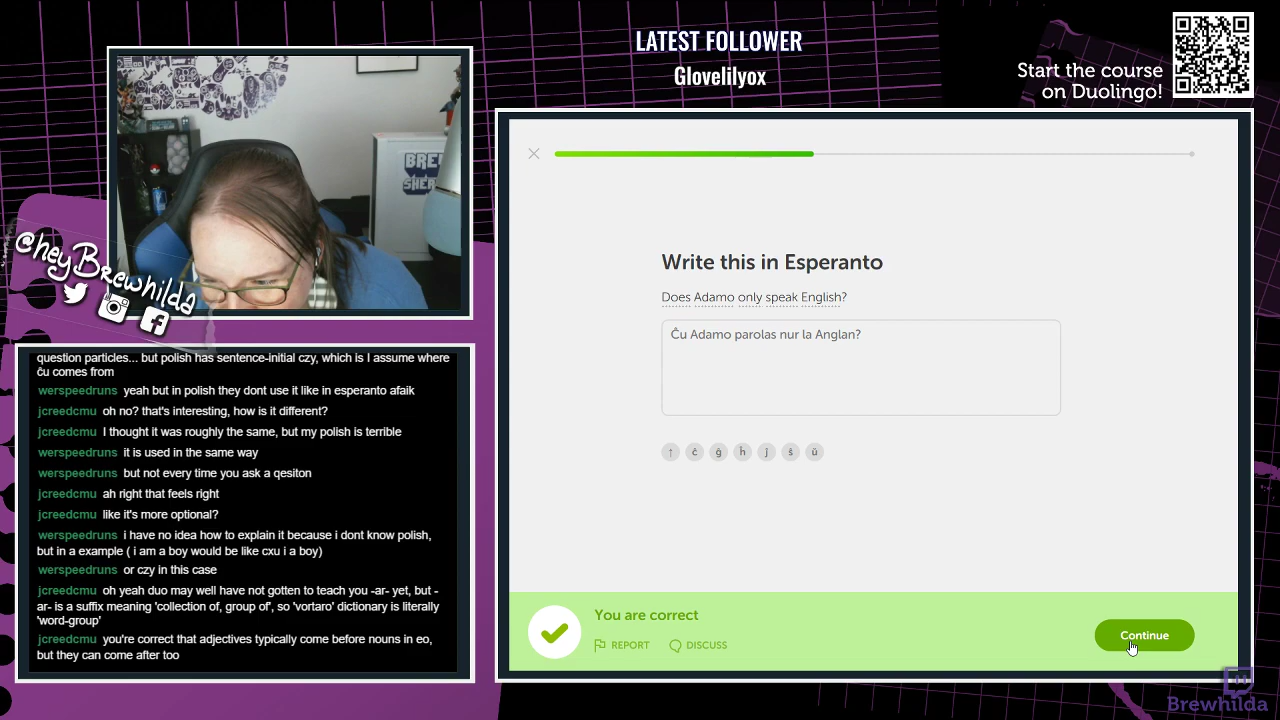 LATEST FOLLOWER
Glovelilyox
Start the course
on Duolingo!
BRE
SHER
@heyBrewhilda
Write this in Esperanto
Does Adamo only speak English?
Ĉu Adamo parolas nur la Anglan?
↑ ĉ ĝ ĥ ĵ ŝ ŭ
You are correct
REPORT DISCUSS
Continue
question particles... but polish has sentence-initial czy, which is I assume where
ĉu comes from
werspeedruns yeah but in polish they dont use it like in esperanto afaik
jcreedcmu oh no? that's interesting, how is it different?
jcreedcmu I thought it was roughly the same, but my polish is terrible
werspeedruns it is used in the same way
werspeedruns but not every time you ask a qesiton
jcreedcmu ah right that feels right
jcreedcmu like it's more optional?
werspeedruns i have no idea how to explain it because i dont know polish,
but in a example ( i am a boy would be like cxu i a boy)
werspeedruns or czy in this case
jcreedcmu oh yeah duo may well have not gotten to teach you -ar- yet, but -
ar- is a suffix meaning 'collection of, group of', so 'vortaro' dictionary is literally
'word-group'
jcreedcmu you're correct that adjectives typically come before nouns in eo,
but they can come after too
Brewhilda